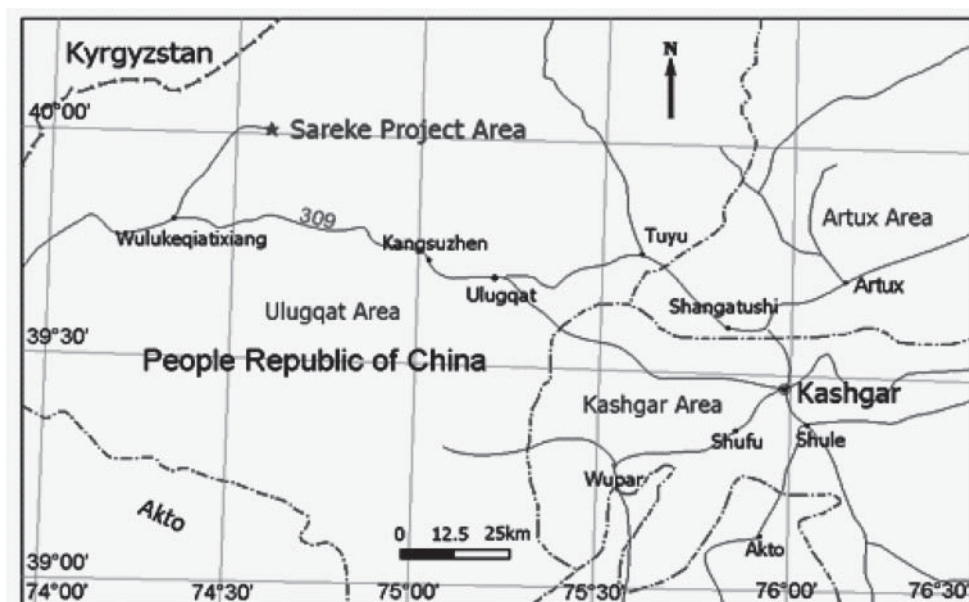 Kyrgyzstan
N
40°00'
Sareke Project Area
309
Artux Area
Wulukeqiatixiang
Kangsuzhen
Tuyu
Ulugqat
Artux
Shangatushi
Ulugqat Area
39°30'
People Republic of China
Kashgar Area
Kashgar
Shufu
Shule
Wupar
Akto
0 12.5 25km
Akto
39°00'
74°00' 74°30' 75°00' 75°30' 76°00' 76°30'